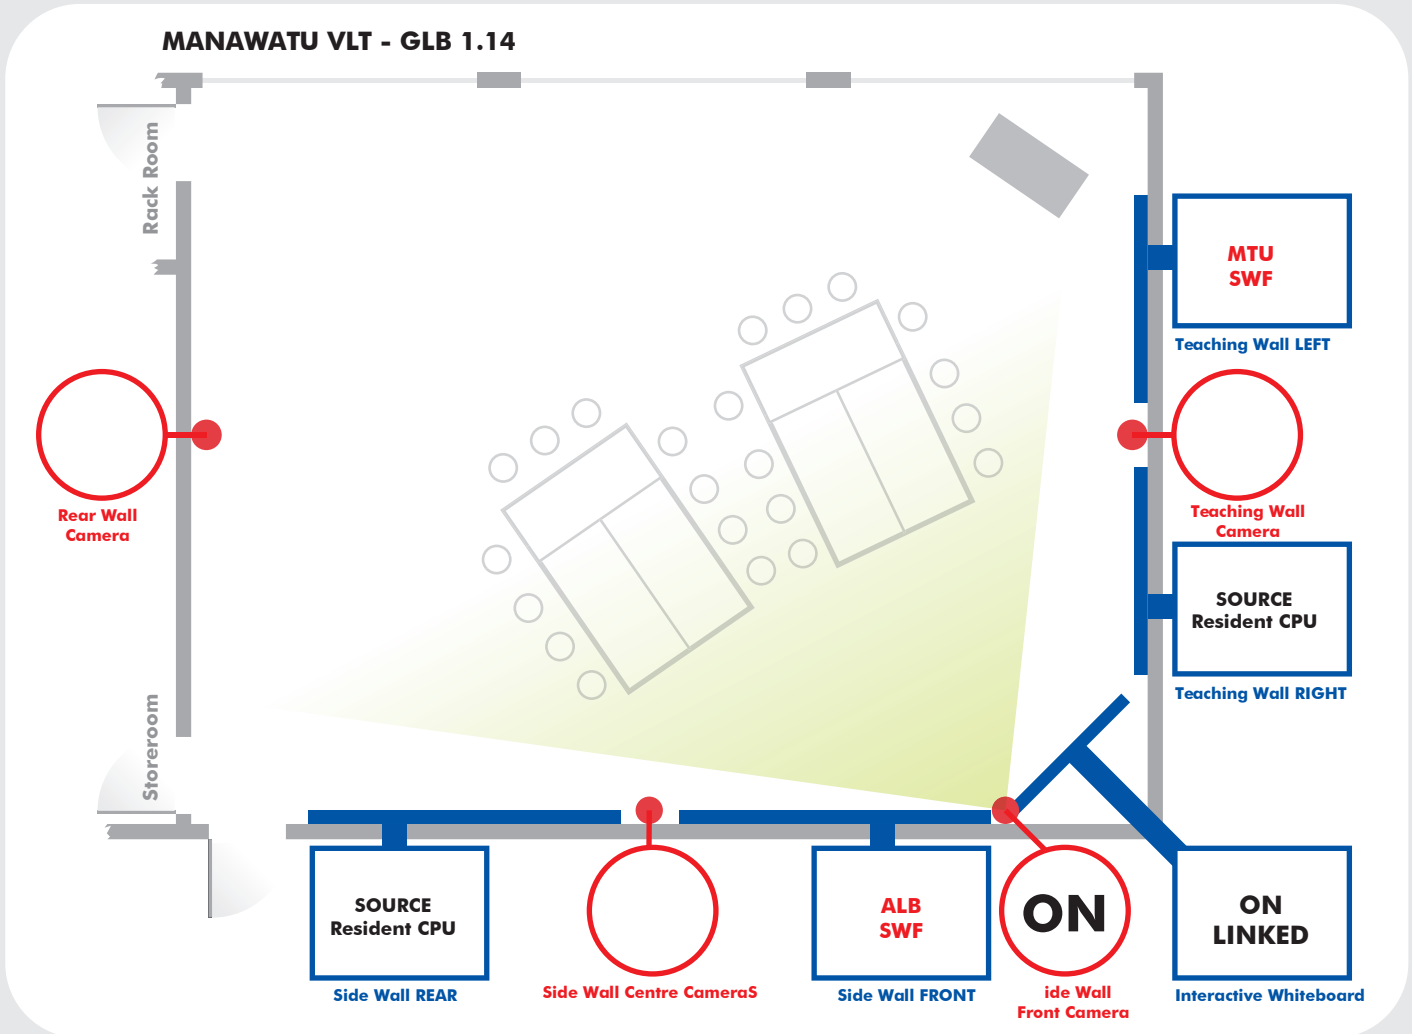 MANAWATU VLT - GLB 1.14
Rack Room
MTU
SWF
Teaching Wall LEFT
Rear Wall
Camera
Teaching Wall
Camera
SOURCE
Resident CPU
Teaching Wall RIGHT
Storeroom
SOURCE
Resident CPU
Side Wall REAR
Side Wall Centre CameraS
ALB
SWF
Side Wall FRONT
ON
ide Wall
Front Camera
ON
LINKED
Interactive Whiteboard